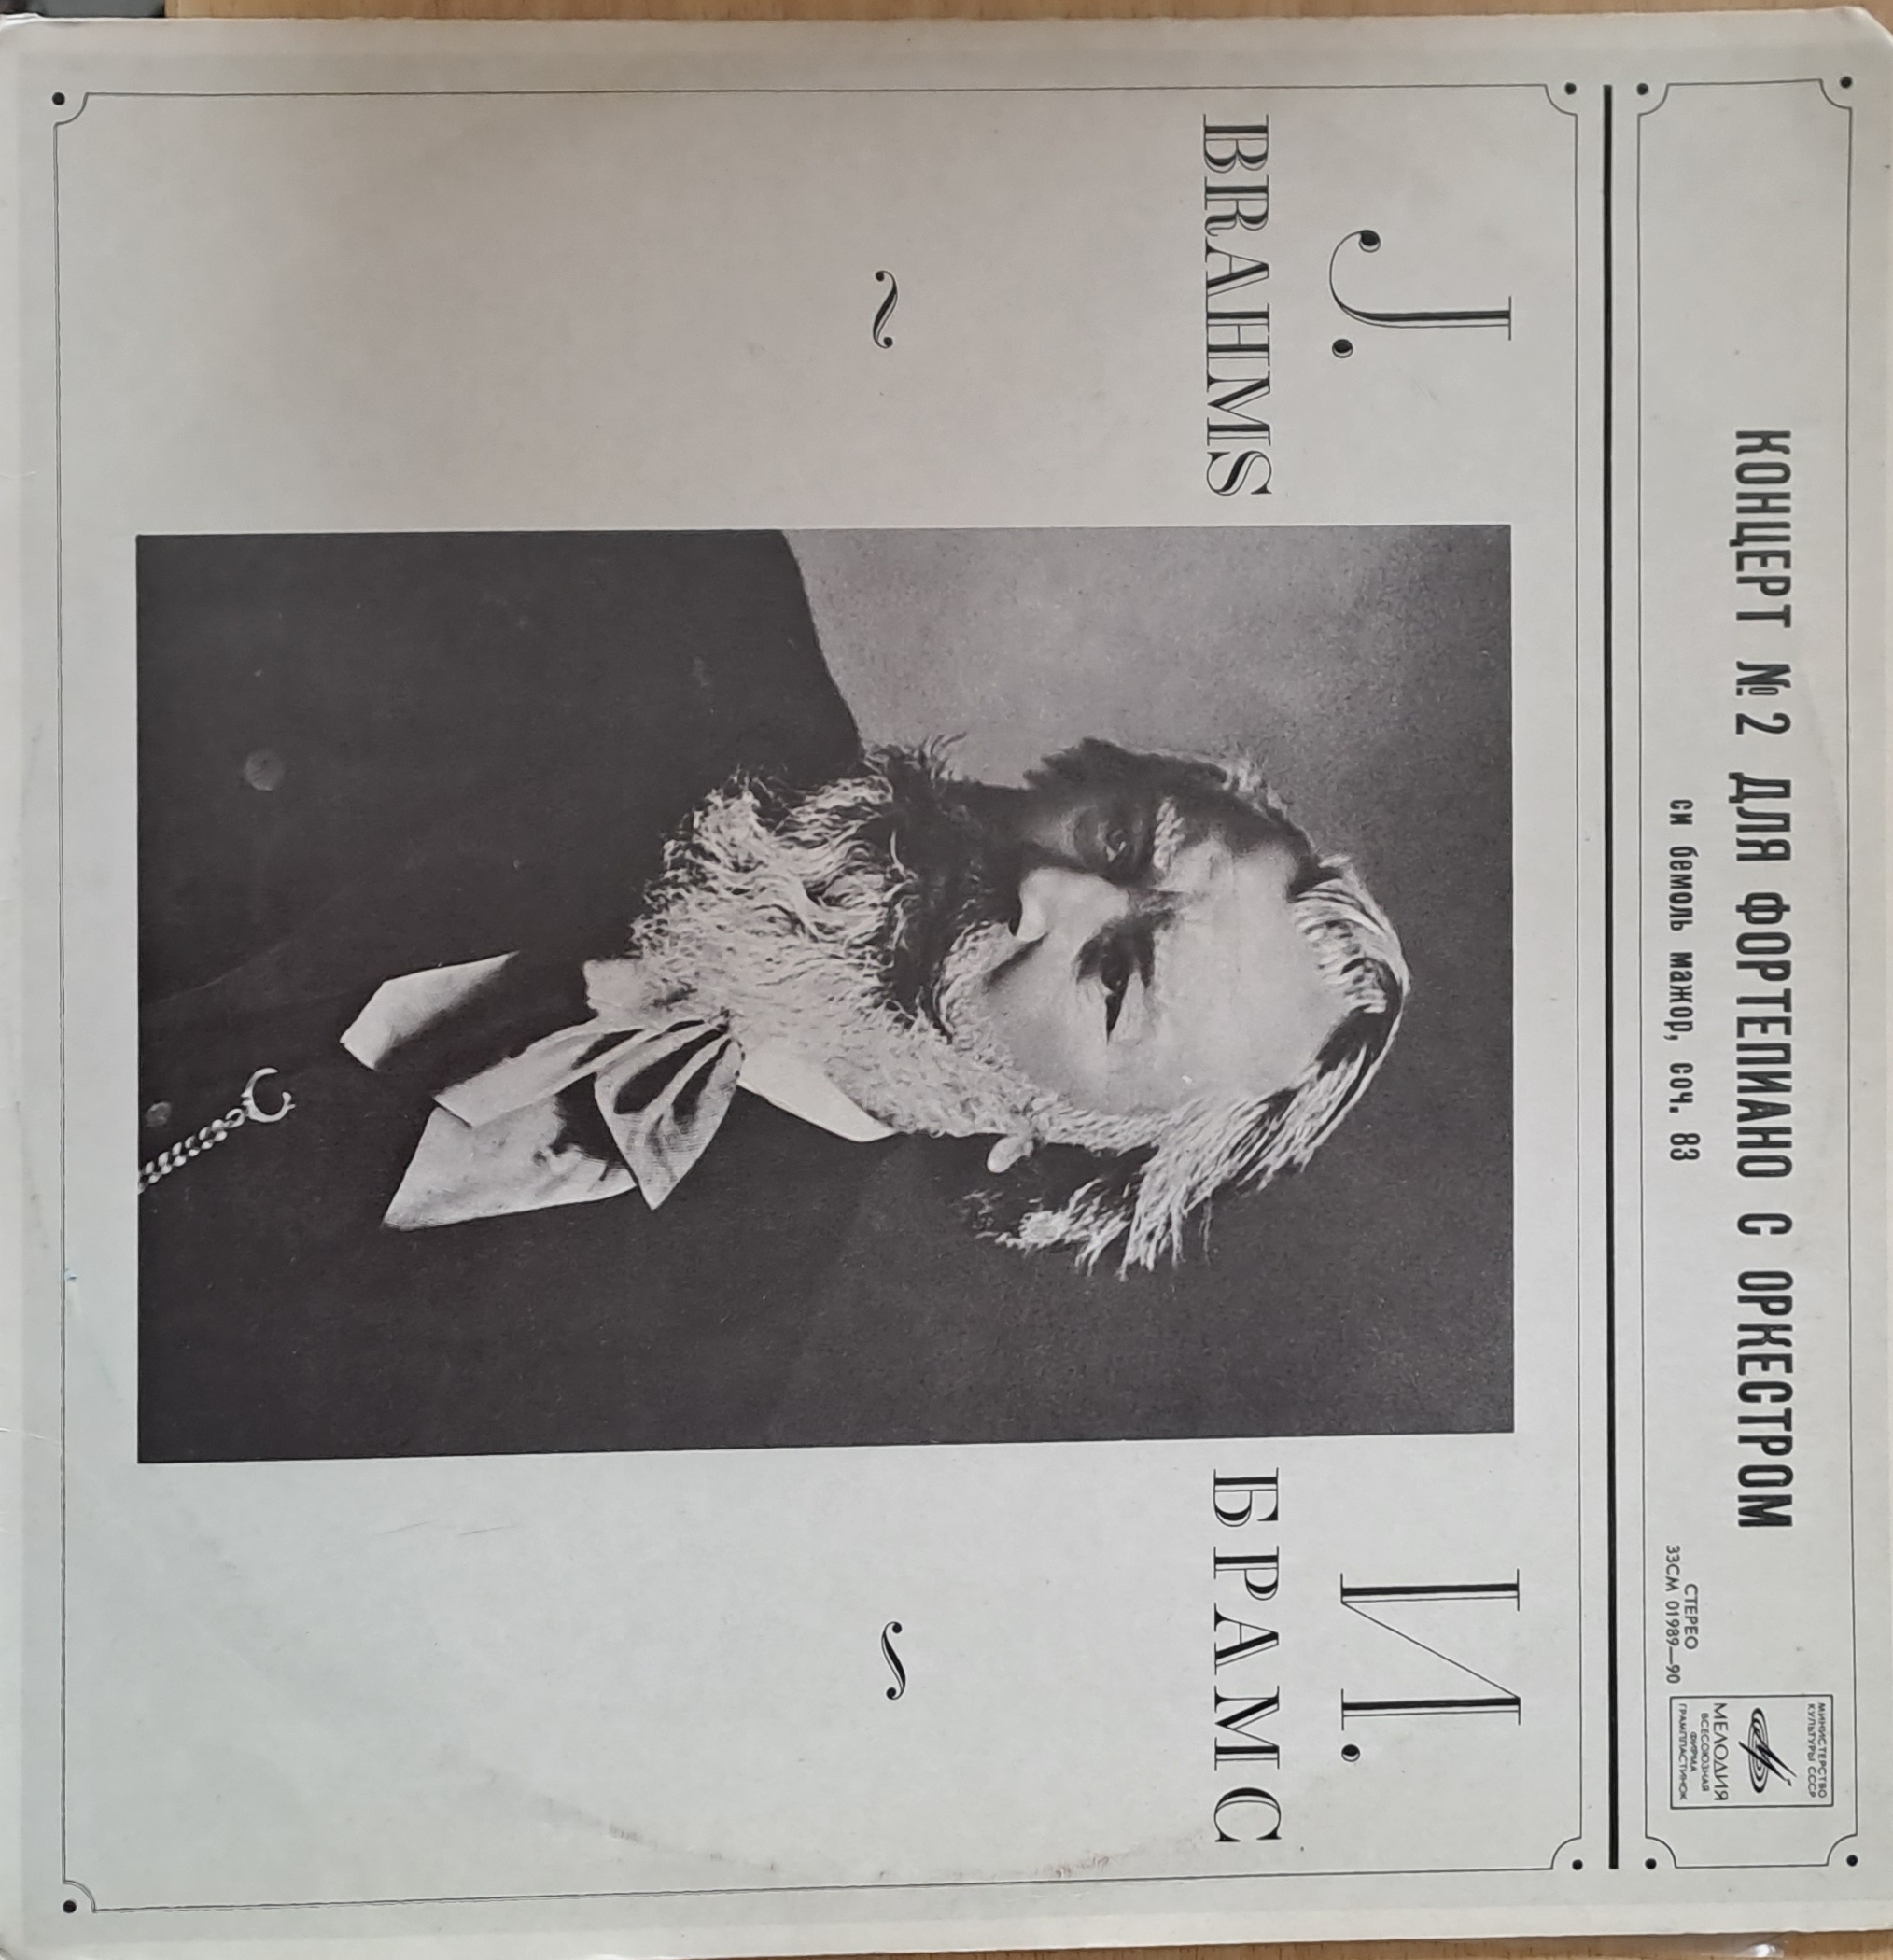 КОНЦЕРТ № 2 ДЛЯ ФОРТЕПИАНО С ОРКЕСТРОМ
си бемоль мажор, соч. 83
СТЕРЕО
33СМ 01989—90
МИНИСТЕРСТВО
КУЛЬТУРЫ СССР
МЕЛОДИЯ
ВСЕСОЮЗНАЯ
ФИРМА
ГРАМПЛАСТИНОК
J.
BRAHMS
И.
БРАМС